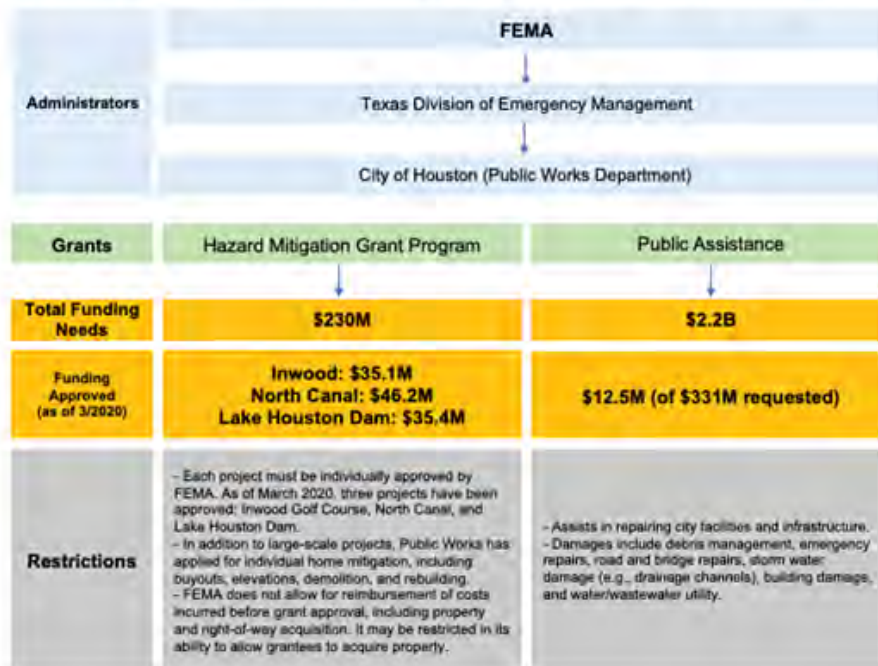 FEMA
Administrators
Texas Division of Emergency Management
City of Houston (Public Works Department)
Grants
Hazard Mitigation Grant Program
Public Assistance
Total Funding
Needs
$230M
$2.2B
Funding
Approved
(as of 3/2020)
Inwood: $35.1M
North Canal: $46.2M
Lake Houston Dam: $35.4M
$12.5M (of $331M requested)
Restrictions
- Each project must be individually approved by
FEMA. As of March 2020, three projects have been
approved: Inwood Golf Course, North Canal, and
Lake Houston Dam.
- In addition to large-scale projects, Public Works has
applied for individual home mitigation, including
buyouts, elevations, demolition, and rebuilding.
- FEMA does not allow for reimbursement of costs
incurred before grant approval, including property
and right-of-way acquisition. It may be restricted in its
ability to allow grantees to acquire property.
- Assists in repairing city facilities and infrastructure.
- Damages include debris management, emergency
repairs, road and bridge repairs, storm water
damage (e.g., drainage channels), building damage,
and water/wastewater utility.